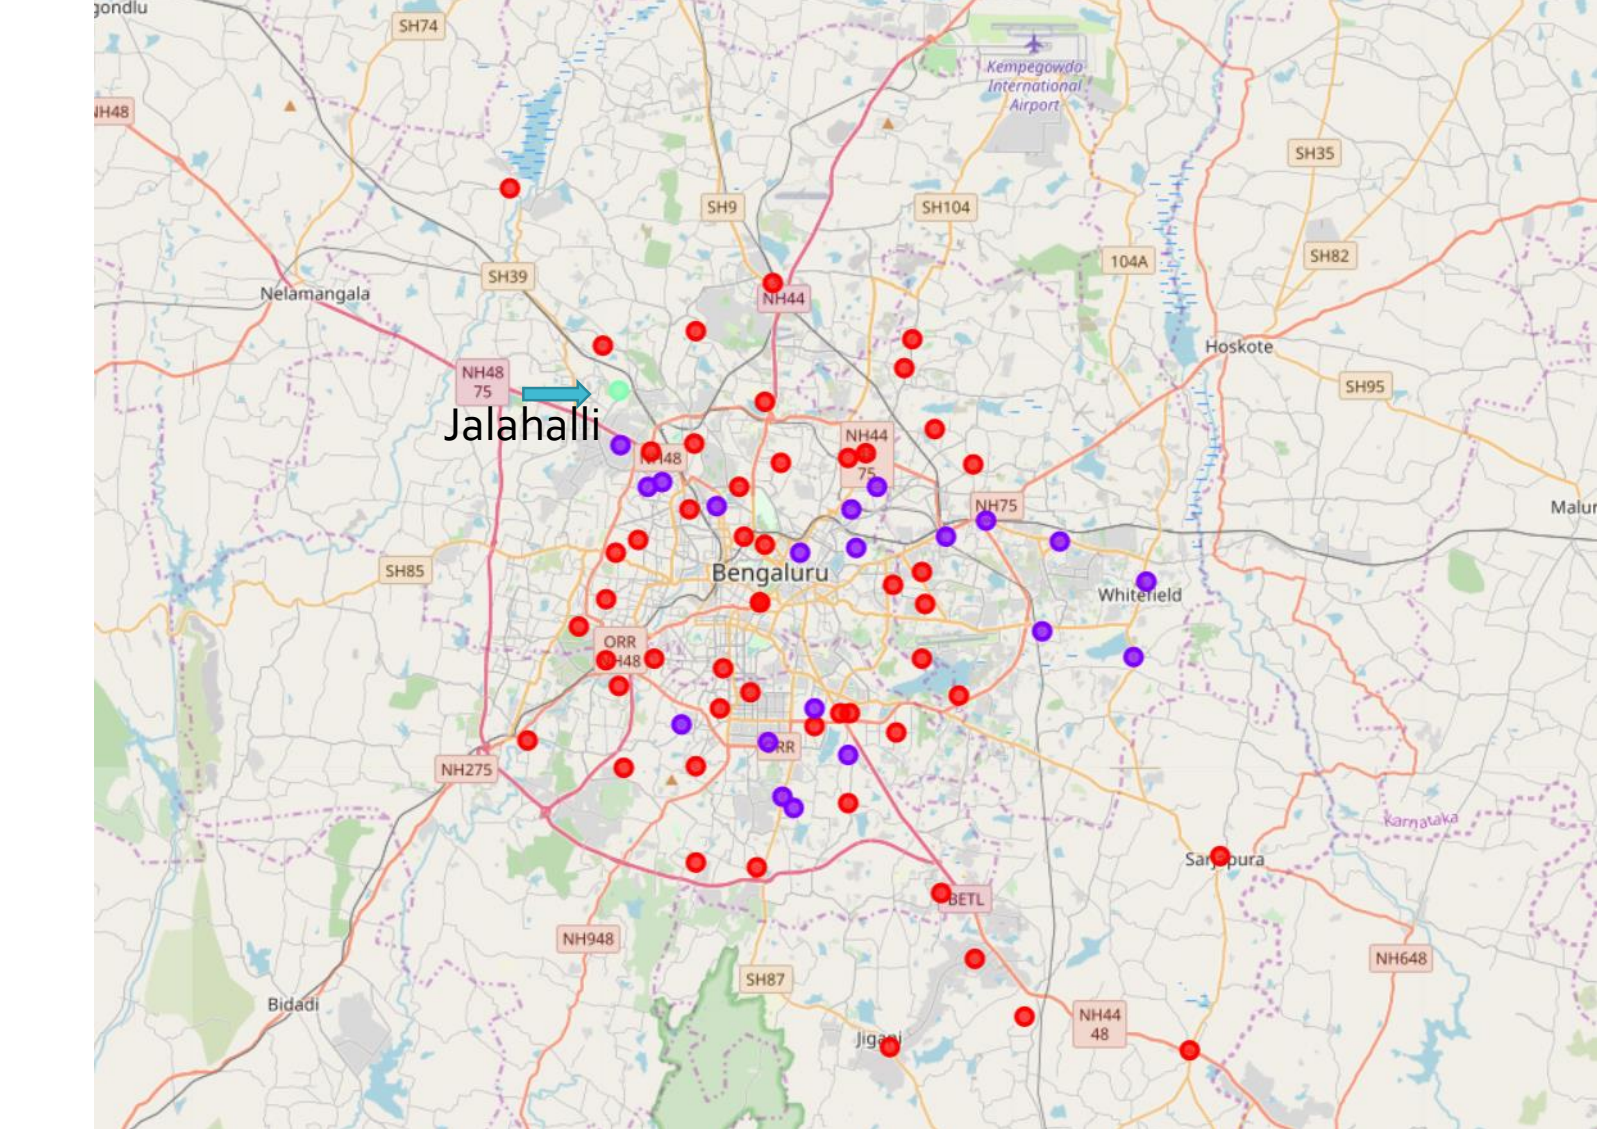 gondlu
SH74
Kempegowda
International
Airport
NH48
SH35
SH9
SH104
SH82
104A
SH39
Nelamangala
NH44
Hoskote
NH48
75
SH95
Jalahalli
NH44
75
NH48
NH75
Malur
SH85
Bengaluru
Whitefield
ORR
NH48
ORR
NH275
Karnataka
Sarjapura
BETL
NH948
NH648
SH87
Bidadi
NH44
48
Jigani